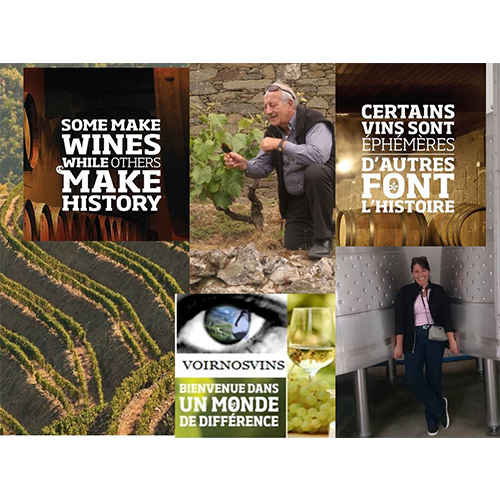 SOME MAKE
WINES
WHILE OTHERS
MAKE
HISTORY
CERTAINS
VINS SONT
ÉPHÉMÈRES
D'AUTRES
FONT
L'HISTOIRE
VOIRNOSVINS
BIENVENUE DANS
UN MONDE
DE DIFFÉRENCE